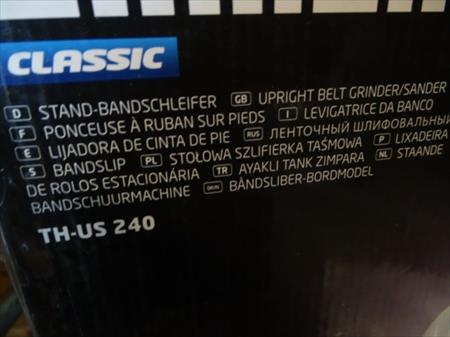 CLASSIC
D STAND-BANDSCHLEIFER GB UPRIGHT BELT GRINDER/SANDER
F PONCEUSE À RUBAN SUR PIEDS I LEVIGATRICE DA BANCO
E LIJADORA DE CINTA DE PIE RUS ЛЕНТОЧНЫЙ ШЛИФОВАЛЬНЫЙ
S BANDSLIP PL STOŁOWA SZLIFIERKA TAŚMOWA P LIXADEIRA
DE ROLOS ESTACIONÁRIA TR AYAKLI TANK ZIMPARA NL STAANDE
BANDSCHUURMACHINE DK/N BÅNDSLIBER-BORDMODEL
TH-US 240